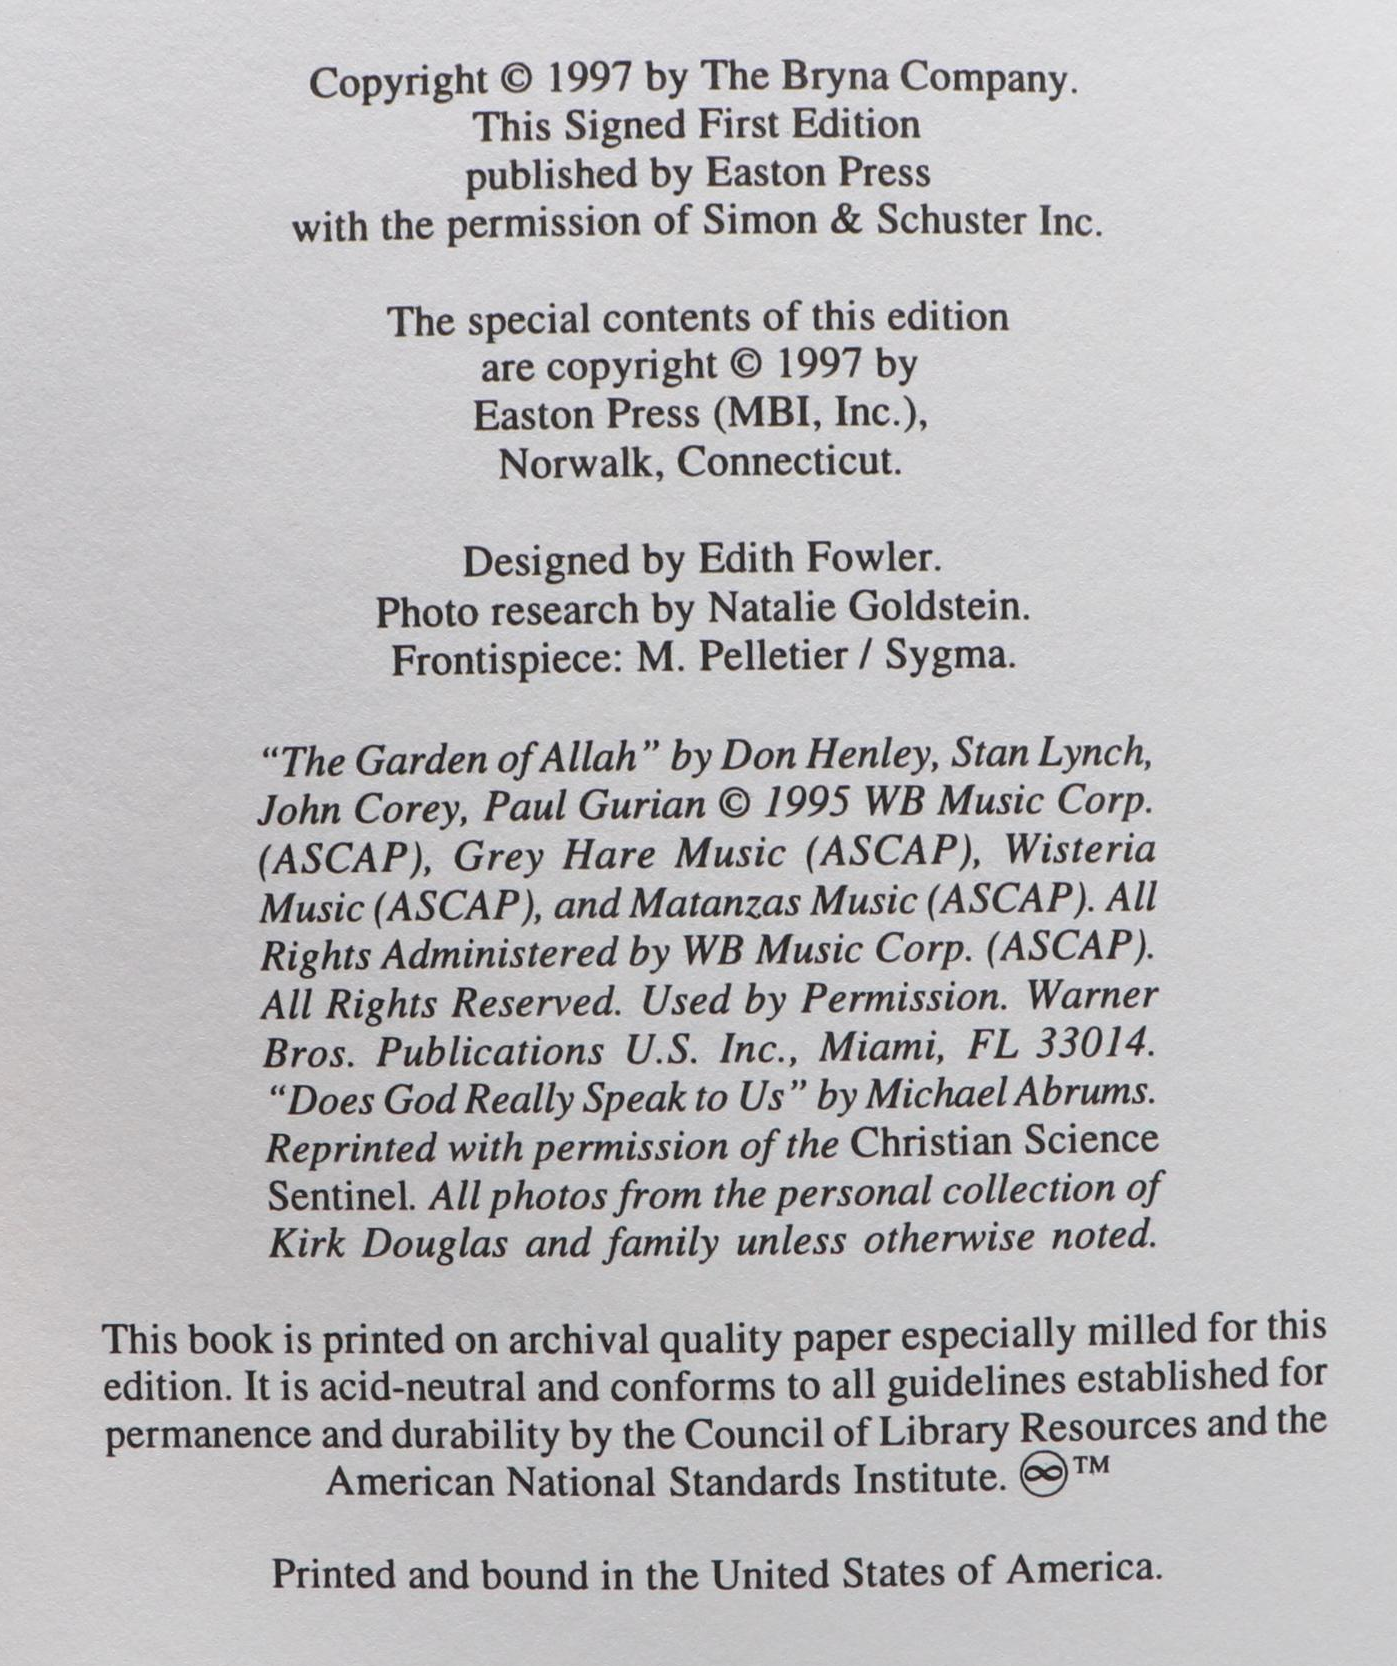 Copyright © 1997 by The Bryna Company.
This Signed First Edition
published by Easton Press
with the permission of Simon & Schuster Inc.
The special contents of this edition
are copyright © 1997 by
Easton Press (MBI, Inc.),
Norwalk, Connecticut.
Designed by Edith Fowler.
Photo research by Natalie Goldstein.
Frontispiece: M. Pelletier / Sygma.
“The Garden of Allah” by Don Henley, Stan Lynch,
John Corey, Paul Gurian © 1995 WB Music Corp.
(ASCAP), Grey Hare Music (ASCAP), Wisteria
Music (ASCAP), and Matanzas Music (ASCAP). All
Rights Administered by WB Music Corp. (ASCAP).
All Rights Reserved. Used by Permission. Warner
Bros. Publications U.S. Inc., Miami, FL 33014.
“Does God Really Speak to Us” by Michael Abrums.
Reprinted with permission of the Christian Science
Sentinel. All photos from the personal collection of
Kirk Douglas and family unless otherwise noted.
This book is printed on archival quality paper especially milled for this
edition. It is acid-neutral and conforms to all guidelines established for
permanence and durability by the Council of Library Resources and the
American National Standards Institute. ♾™
Printed and bound in the United States of America.